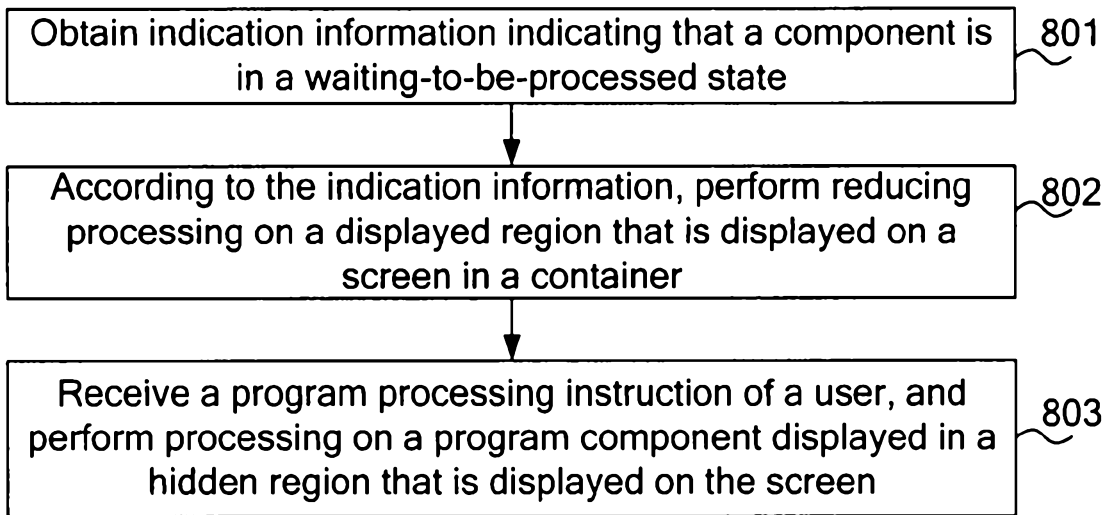 Obtain indication information indicating that a component is
in a waiting-to-be-processed state
801
According to the indication information, perform reducing
processing on a displayed region that is displayed on a
screen in a container
802
Receive a program processing instruction of a user, and
perform processing on a program component displayed in a
hidden region that is displayed on the screen
803